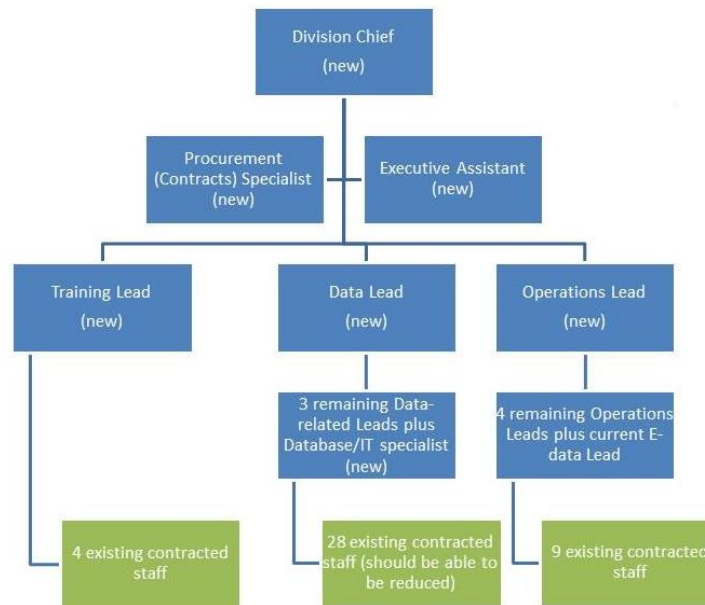 Division Chief
(new)
Procurement
(Contracts) Specialist
(new)
Executive Assistant
(new)
Training Lead
(new)
Data Lead
(new)
Operations Lead
(new)
3 remaining Data-
related Leads plus
Database/IT specialist
(new)
4 remaining Operations
Leads plus current E-
data Lead
4 existing contracted
staff
28 existing contracted
staff (should be able to
be reduced)
9 existing contracted
staff